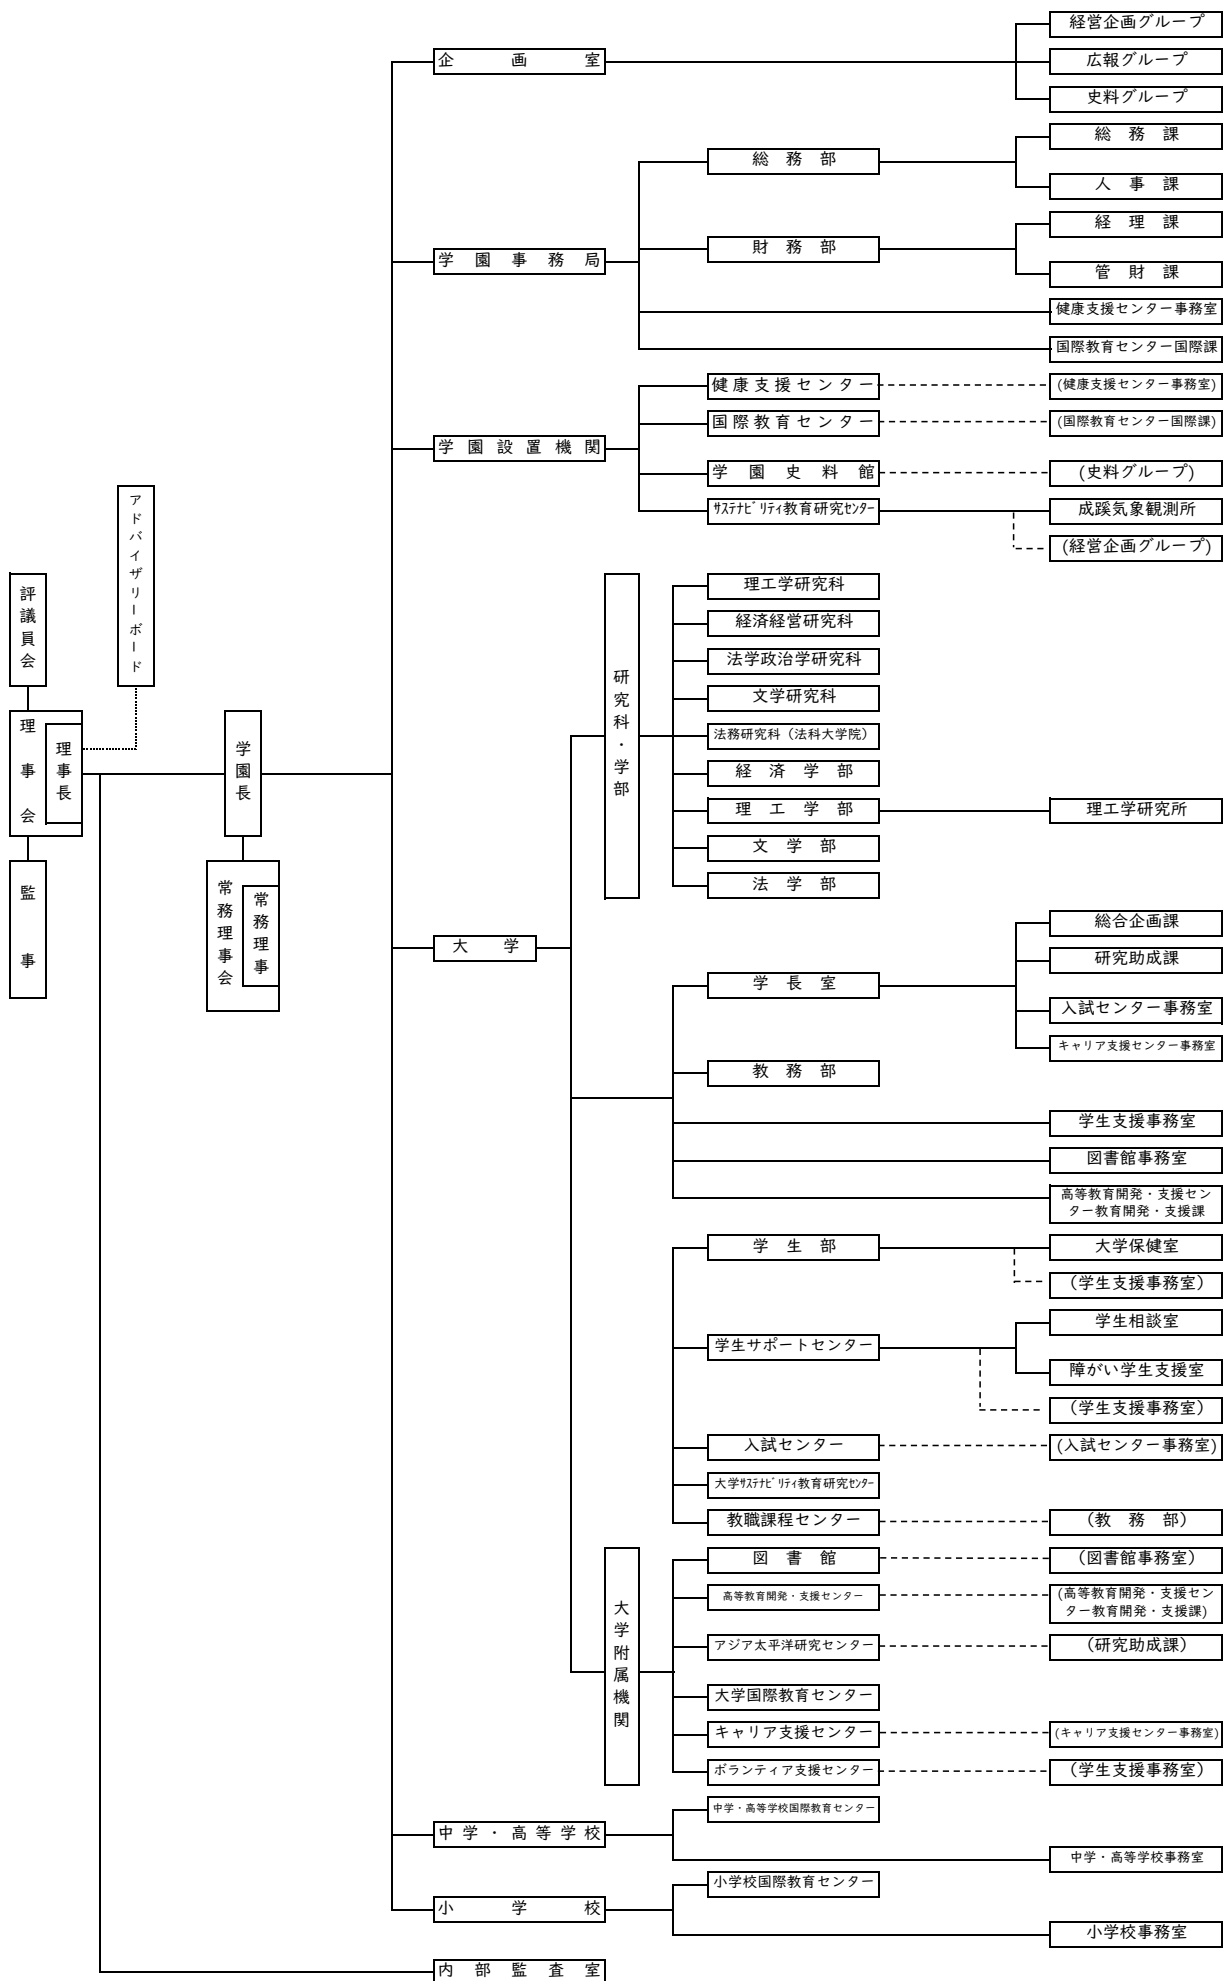 経営企画グループ
企画室
広報グループ
史料グループ
総務課
総務部
人事課
経理課
財務部
学園事務局
管財課
健康支援センター事務室
国際教育センター国際課
健康支援センター
(健康支援センター事務室)
国際教育センター
(国際教育センター国際課)
学園設置機関
学園史料館
(史料グループ)
ｻｽﾃﾅﾋﾞﾘﾃｨ教育研究ｾﾝﾀｰ
成蹊気象観測所
(経営企画グループ)
アドバイザリーボード
評議員会
理事会
理事長
監事
学園長
常務理事会
常務理事
研究科・学部
理工学研究科
経済経営研究科
法学政治学研究科
文学研究科
法務研究科（法科大学院）
経済学部
理工学部
理工学研究所
文学部
法学部
大学
総合企画課
研究助成課
学長室
入試センター事務室
キャリア支援センター事務室
教務部
学生支援事務室
図書館事務室
高等教育開発・支援セン
ター教育開発・支援課
学生部
大学保健室
（学生支援事務室）
学生相談室
学生サポートセンター
障がい学生支援室
（学生支援事務室）
入試センター
(入試センター事務室)
大学ｻｽﾃﾅﾋﾞﾘﾃｨ教育研究ｾﾝﾀｰ
教職課程センター
（教務部）
大学附属機関
図書館
（図書館事務室）
高等教育開発・支援センター
(高等教育開発・支援セン
ター教育開発・支援課)
アジア太平洋研究センター
（研究助成課）
大学国際教育センター
キャリア支援センター
(キャリア支援センター事務室)
ボランティア支援センター
（学生支援事務室）
中学・高等学校国際教育センター
中学・高等学校
中学・高等学校事務室
小学校国際教育センター
小学校
小学校事務室
内部監査室